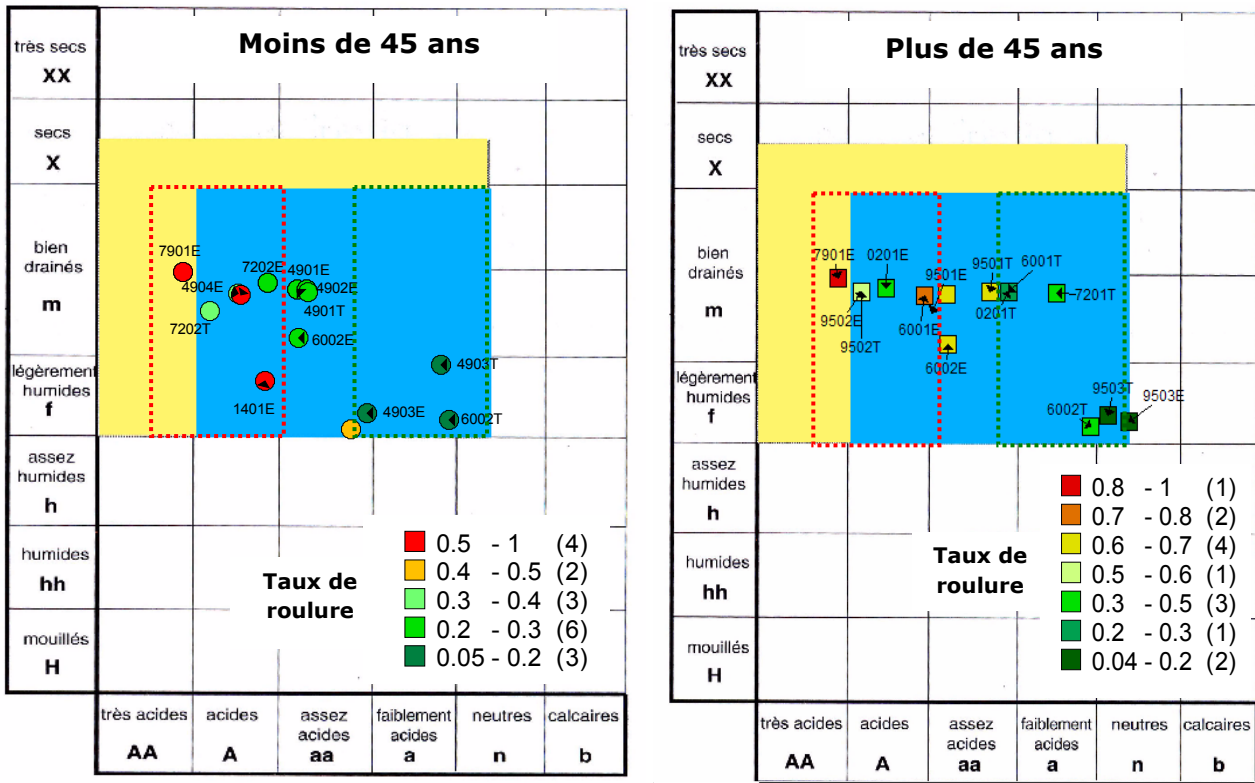 Moins de 45 ans
très secs
XX
secs
X
bien
drainés
m
légèrement
humides
f
assez
humides
h
humides
hh
mouillés
H
7901E
7202E
4901E
4904E
4902E
4901T
7202T
6002E
4903T
1401E
4903E
6002T
Taux de
roulure
0.5 - 1 (4)
0.4 - 0.5 (2)
0.3 - 0.4 (3)
0.2 - 0.3 (6)
0.05 - 0.2 (3)
très acides
AA
acides
A
assez
acides
aa
faiblement
acides
a
neutres
n
calcaires
b
Plus de 45 ans
très secs
XX
secs
X
bien
drainés
m
légèrement
humides
f
assez
humides
h
humides
hh
mouillés
H
7901E
0201E
9501E
9501T
6001T
7201T
9502E
6001E
0201T
9502T
6002E
9503T
9503E
6002T
Taux de
roulure
0.8 - 1 (1)
0.7 - 0.8 (2)
0.6 - 0.7 (4)
0.5 - 0.6 (1)
0.3 - 0.5 (3)
0.2 - 0.3 (1)
0.04 - 0.2 (2)
très acides
AA
acides
A
assez
acides
aa
faiblement
acides
a
neutres
n
calcaires
b